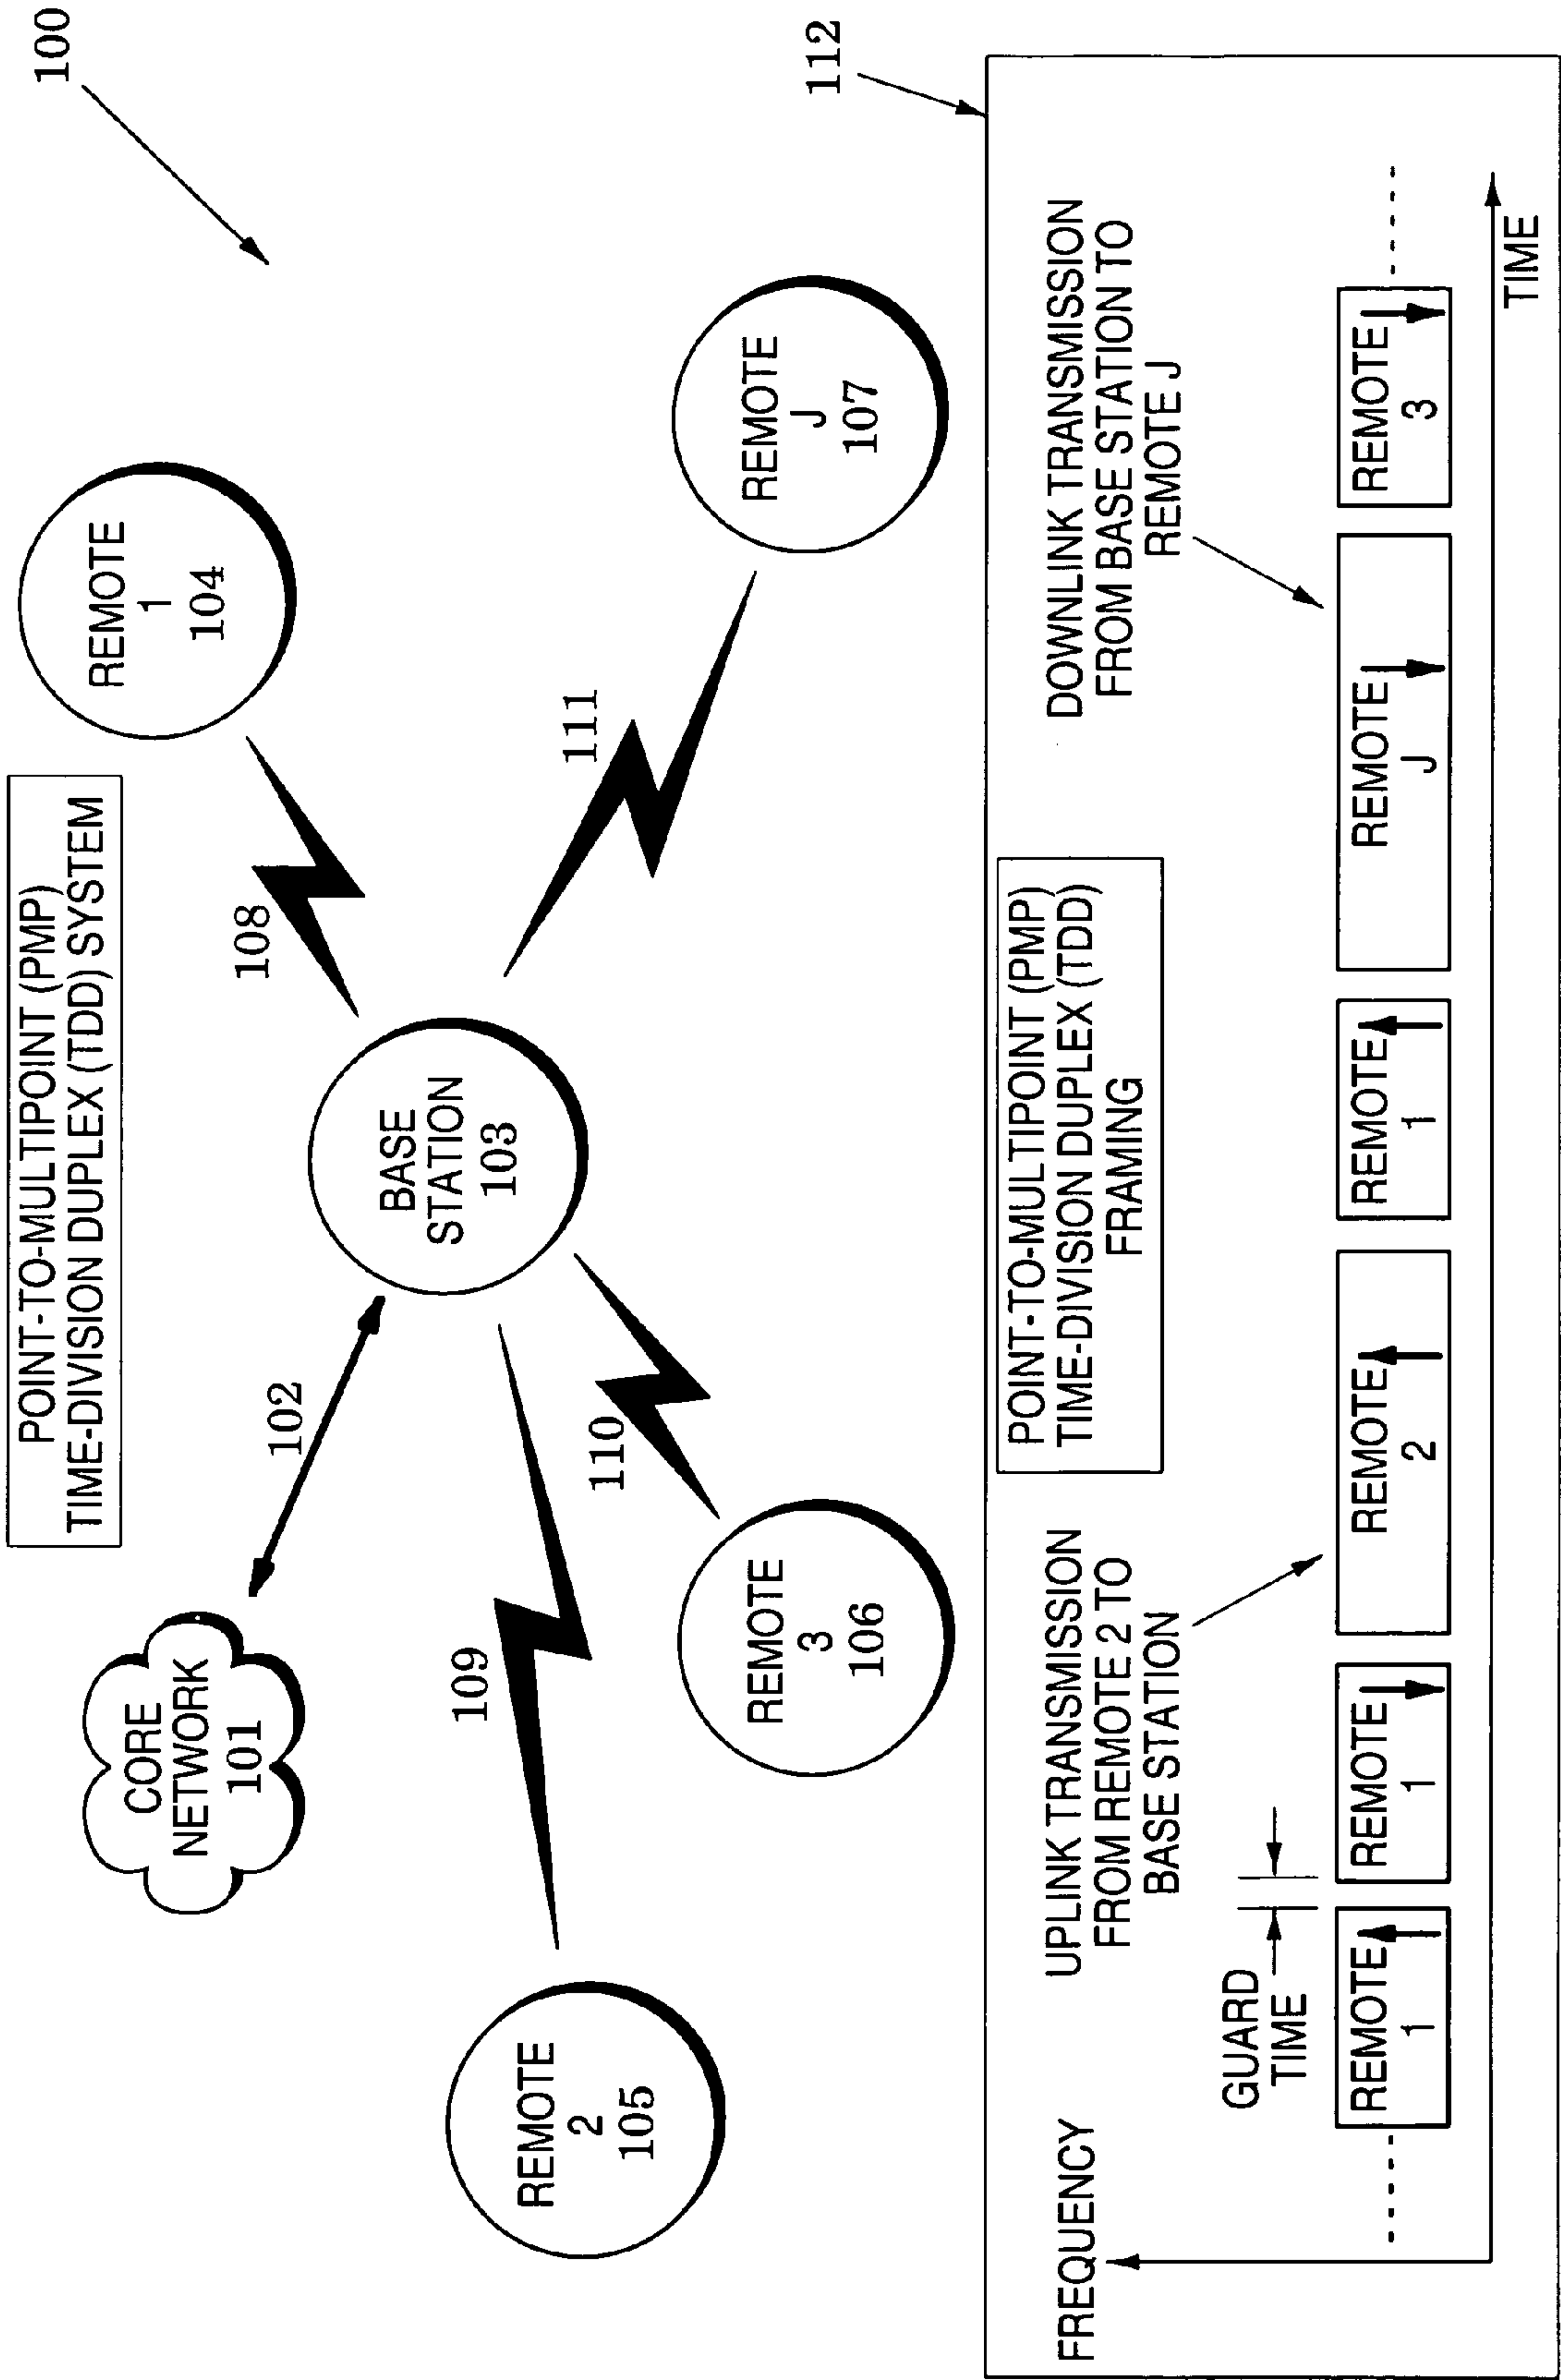 100
POINT-TO-MULTIPOINT (PMP)
TIME-DIVISION DUPLEX (TDD) SYSTEM
CORE
NETWORK
101
102
BASE
STATION
103
REMOTE
1
104
108
REMOTE
2
105
109
REMOTE
3
106
110
REMOTE
J
107
111
112
POINT-TO-MULTIPOINT (PMP)
TIME-DIVISION DUPLEX (TDD)
FRAMING
FREQUENCY
GUARD
TIME
UPLINK TRANSMISSION
FROM REMOTE 2 TO
BASE STATION
DOWNLINK TRANSMISSION
FROM BASE STATION TO
REMOTE J
REMOTE
1
REMOTE
1
REMOTE
2
REMOTE
1
REMOTE
J
REMOTE
3
TIME